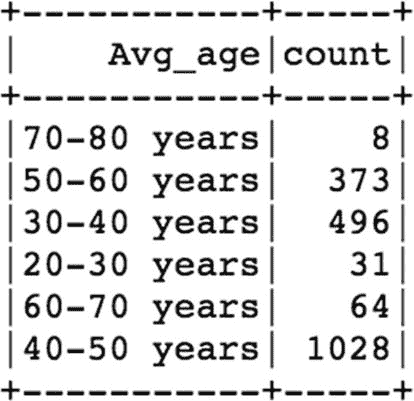 +-----------+-----+
|    Avg_age|count|
+-----------+-----+
|70-80 years|    8|
|50-60 years|  373|
|30-40 years|  496|
|20-30 years|   31|
|60-70 years|   64|
|40-50 years| 1028|
+-----------+-----+